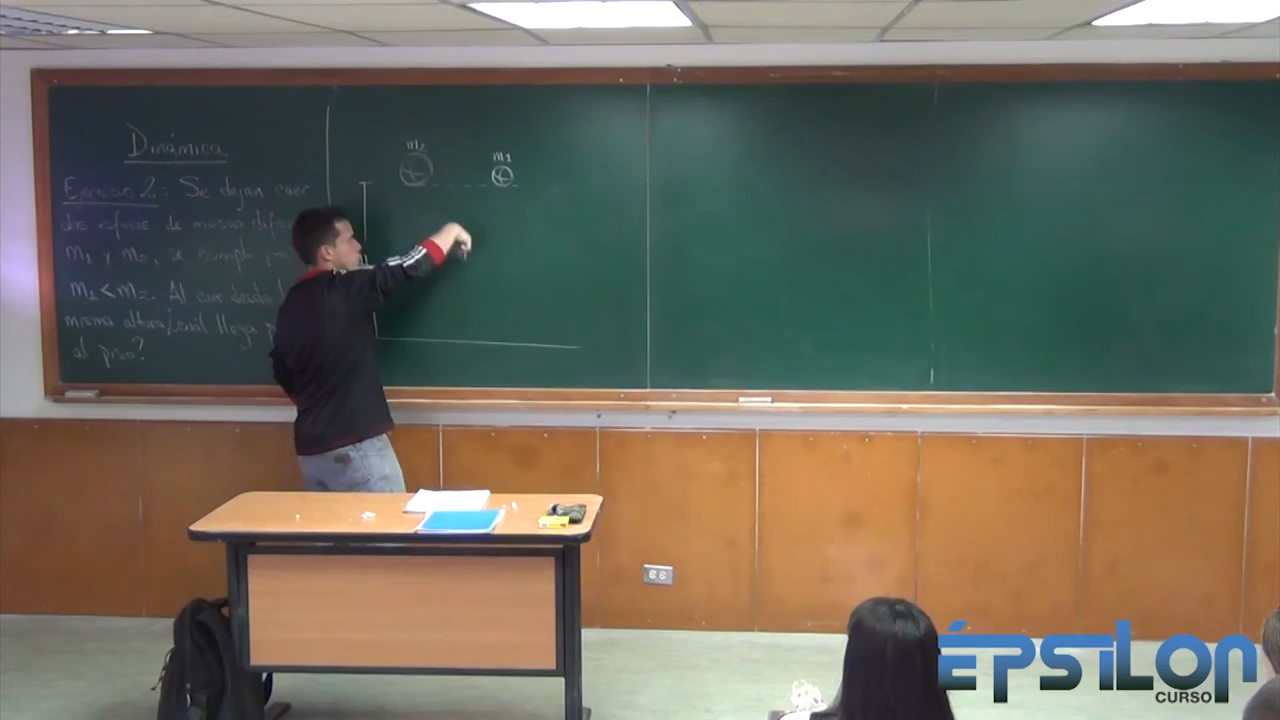 Dinámica
Ejercicio 2: Se dejan caer
dos esferas de masas
m1 y m2, se cumple
m1 < m2. Al caer desde
misma altura ¿cuál llega
al piso?
m2
m1
ÉPSILON
CURSO